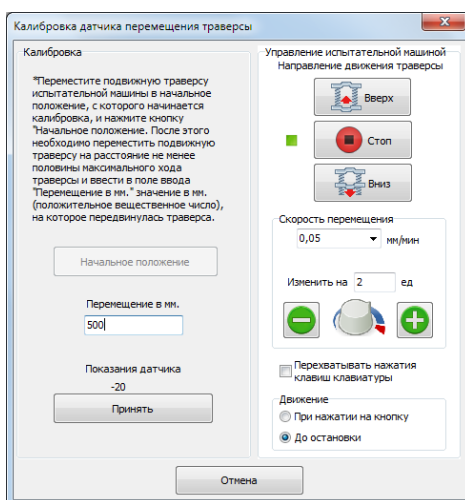 Калибровка датчика перемещения траверсы
Калибровка
*Переместите подвижную траверсу
испытательной машины в начальное
положение, с которого начинается
калибровка, и нажмите кнопку
"Начальное положение. После этого
необходимо переместить подвижную
траверсу на расстояние не менее
половины максимального хода
траверсы и ввести в поле ввода
"Перемещение в мм." значение в мм.
(положительное вещественное число),
на которое передвинулась траверса.
Начальное положение
Перемещение в мм.
500
Показания датчика
-20
Принять
Управление испытательной машиной
Направление движения траверсы
Вверх
Стоп
Вниз
Скорость перемещения
0,05 мм/мин
Изменить на 2 ед
Перехватывать нажатия
клавиш клавиатуры
Движение
При нажатии на кнопку
До остановки
Отмена